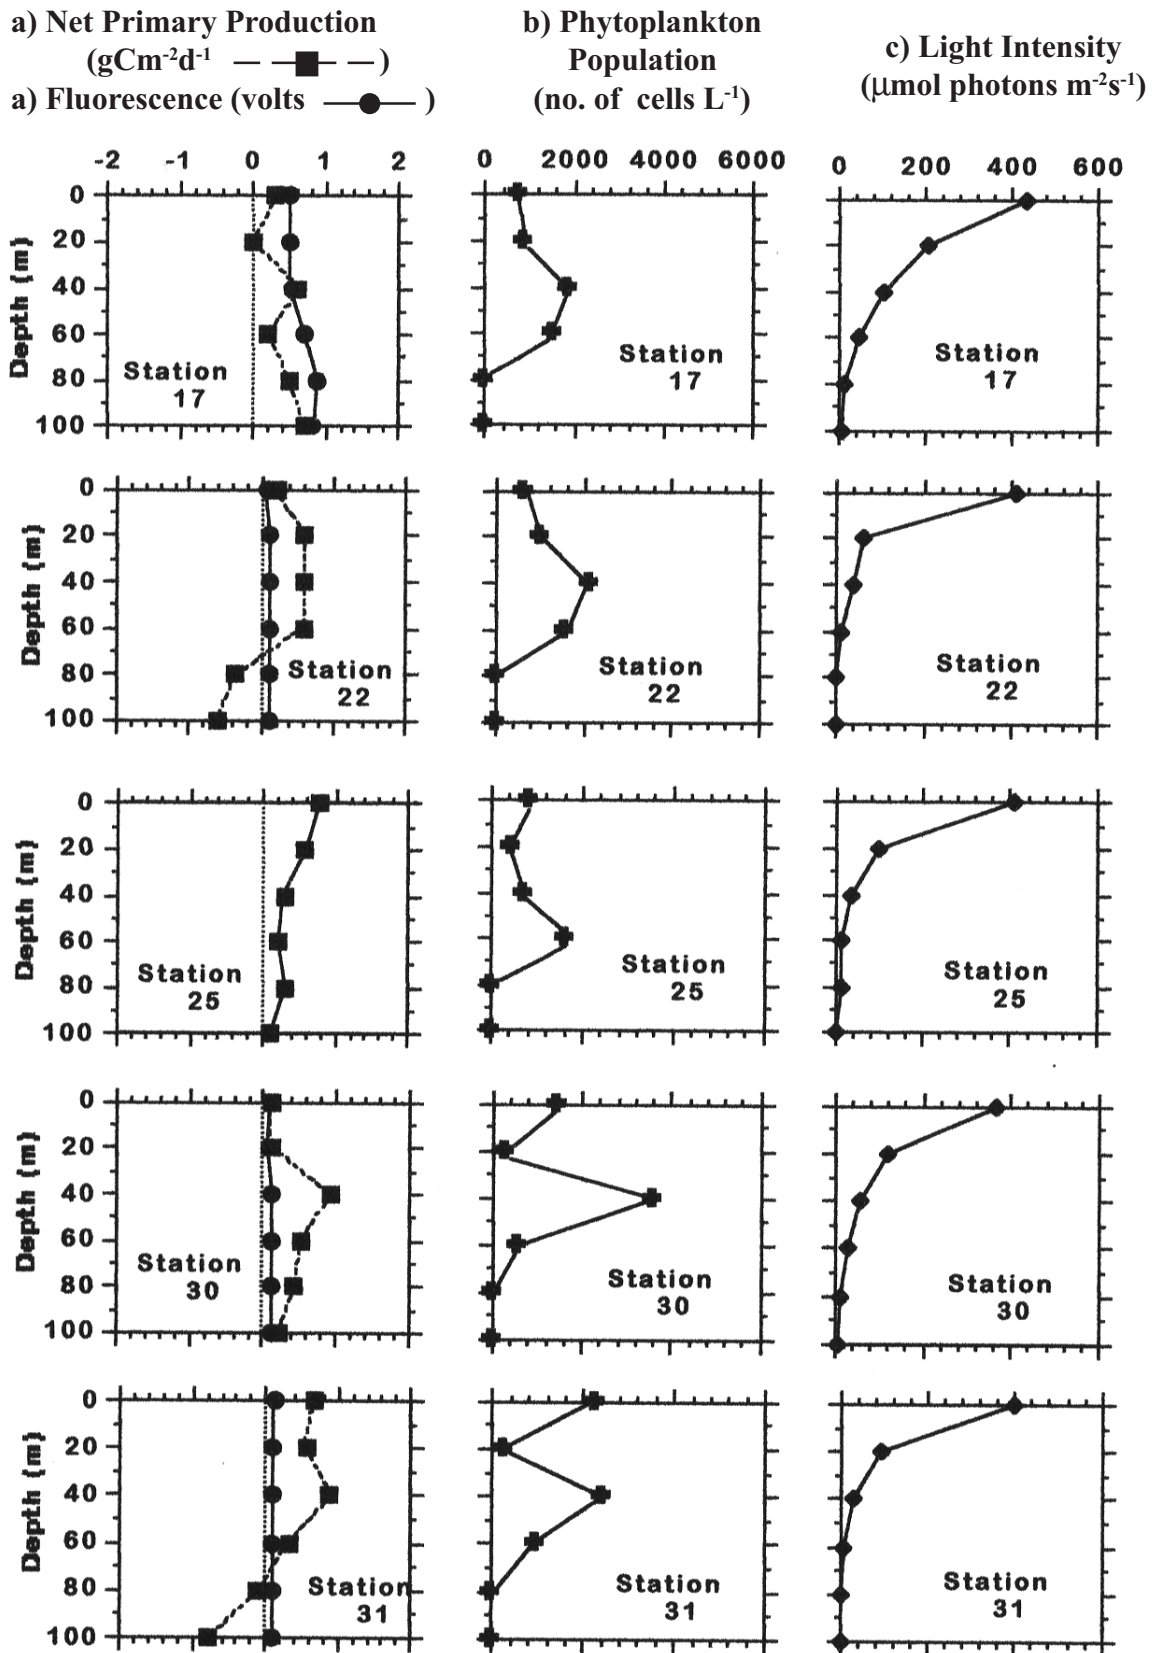 a) Net Primary Production
(gCm-2d-1 )
a) Fluorescence (volts )
b) Phytoplankton
Population
(no. of cells L-1)
c) Light Intensity
(μmol photons m-2s-1)
-2 -1 0 1 2
0 2000 4000 6000
0 200 400 600
Depth (m)
0
20
40
60
80
100
Station
17
Station
17
Station
17
Depth (m)
0
20
40
60
80
100
Station
22
Station
22
Station
22
Depth (m)
0
20
40
60
80
100
Station
25
Station
25
Station
25
Depth (m)
0
20
40
60
80
100
Station
30
Station
30
Station
30
Depth (m)
0
20
40
60
80
100
Station
31
Station
31
Station
31